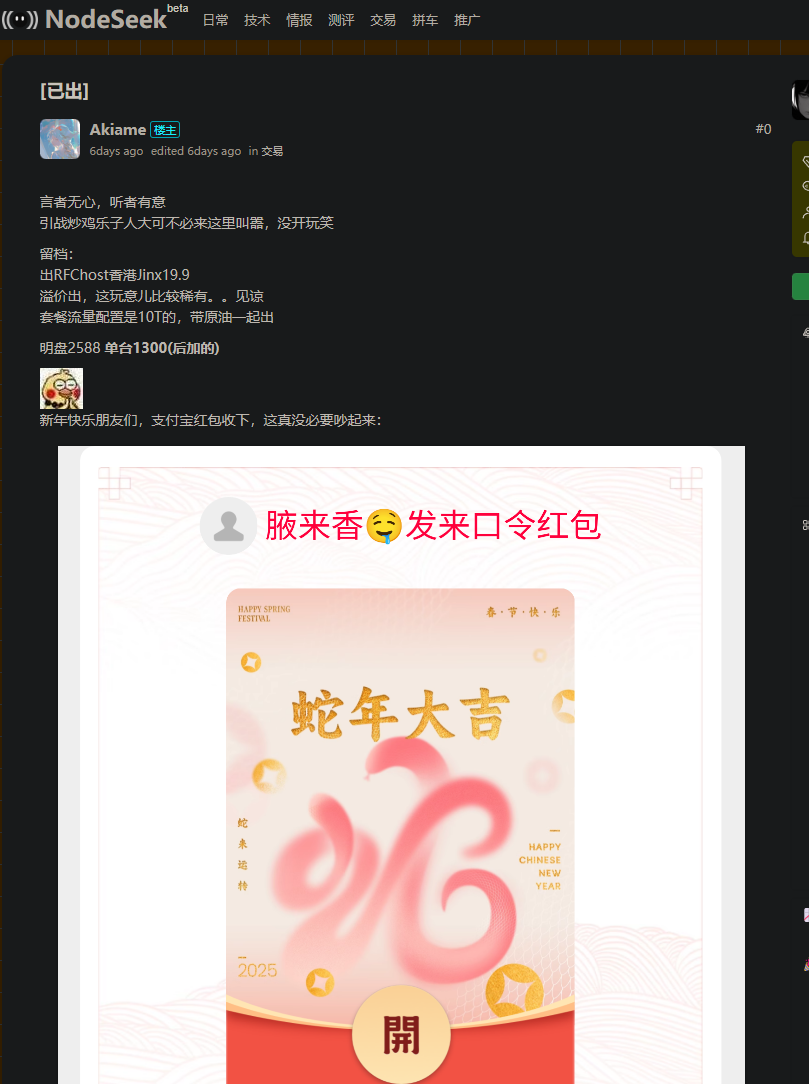 NodeSeek beta 日常 技术 情报 测评 交易 拼车 推广
[已出]
Akiame 楼主 #0
6days ago edited 6days ago in 交易
言者无心，听者有意
引战炒鸡乐子人大可不必来这里叫嚣，没开玩笑
留档：
出RFChost香港Jinx19.9
溢价出，这玩意儿比较稀有。。见谅
套餐流量配置是10T的，带原油一起出
明盘2588 单台1300(后加的)
新年快乐朋友们，支付宝红包收下，这真没必要吵起来：
腋来香🤤发来口令红包
HAPPY SPRING
FESTIVAL
春·节·快·乐
蛇年大吉
蛇来运转
HAPPY
CHINESE
NEW
YEAR
2025
開